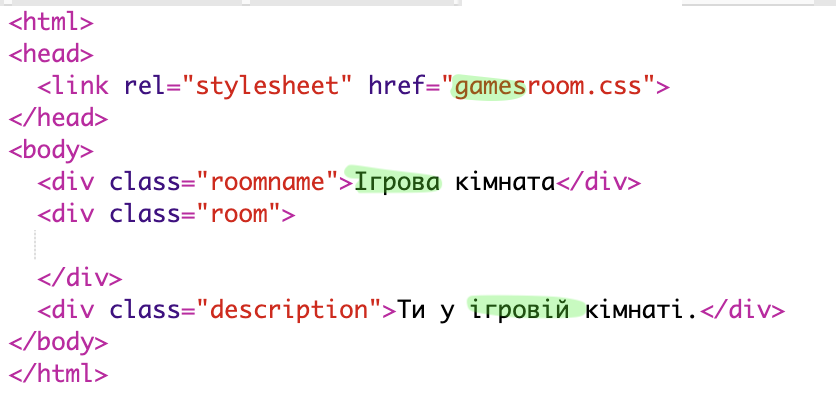 <html>
<head>
  <link rel="stylesheet" href="gamesroom.css">
</head>
<body>
  <div class="roomname">Ігрова кімната</div>
  <div class="room">
  </div>
  <div class="description">Ти у ігровій кімнаті.</div>
</body>
</html>